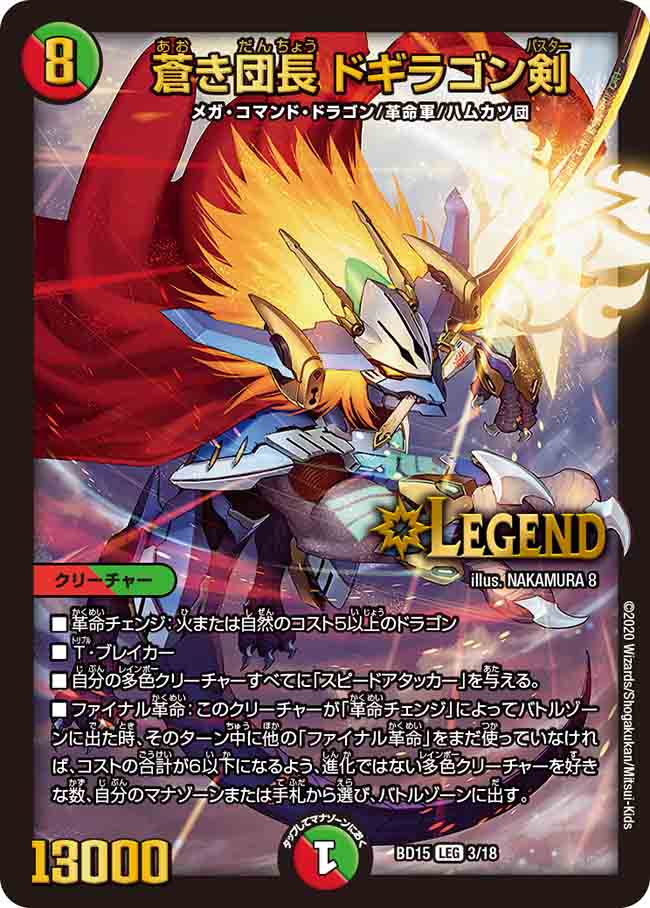 8
蒼き団長 ドギラゴン剣
あお だんちょう バスター
メガ・コマンド・ドラゴン/革命軍/ハムカツ団
LEGEND
illus. NAKAMURA 8
クリーチャー
■革命チェンジ:火または自然のコスト5以上のドラゴン
■T・ブレイカー
■自分の多色クリーチャーすべてに「スピードアタッカー」を与える。
■ファイナル革命:このクリーチャーが「革命チェンジ」によってバトルゾー
ンに出た時、そのターン中に他の「ファイナル革命」をまだ使っていなけれ
ば、コストの合計が6以下になるよう、進化ではない多色クリーチャーを好き
な数、自分のマナゾーンまたは手札から選び、バトルゾーンに出す。
13000
タップしてマナゾーンにおく
1
BD15 LEG 3/18
©2020 Wizards/Shogakukan/Mitsui-Kids